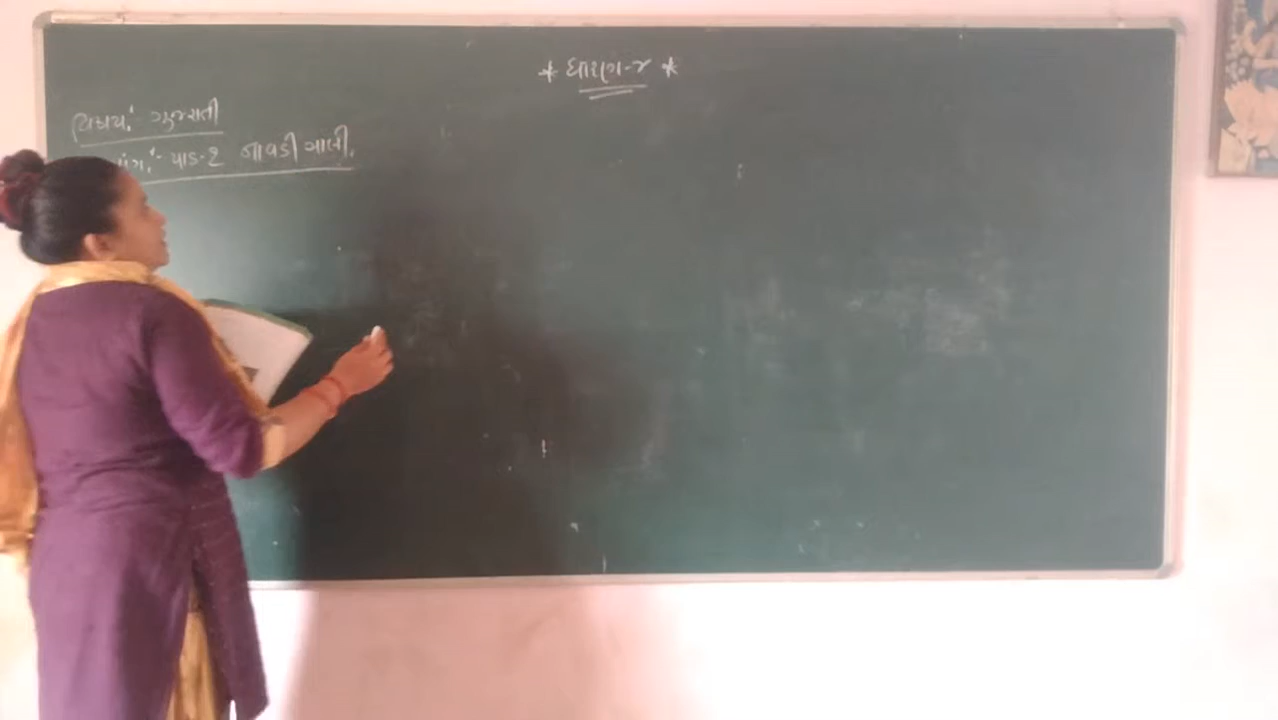 * ધોરણ-૪ *
વિષય:- ગુજરાતી
પાઠ-૨ નાવડી ચાલી.